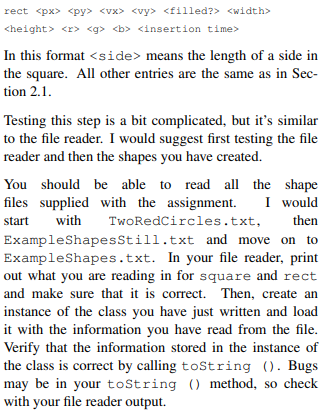 rect <px> <py> <vx> <vy> <filled?> <width>
<height> <r> <g> <b> <insertion time>
In this format <side> means the length of a side in
the square. All other entries are the same as in Sec-
tion 2.1.
Testing this step is a bit complicated, but it's similar
to the file reader. I would suggest first testing the file
reader and then the shapes you have created.
You should be able to read all the shape
files supplied with the assignment. I would
start with TwoRedCircles.txt, then
ExampleShapesStill.txt and move on to
ExampleShapes.txt. In your file reader, print
out what you are reading in for square and rect
and make sure that it is correct. Then, create an
instance of the class you have just written and load
it with the information you have read from the file.
Verify that the information stored in the instance of
the class is correct by calling toString (). Bugs
may be in your toString () method, so check
with your file reader output.